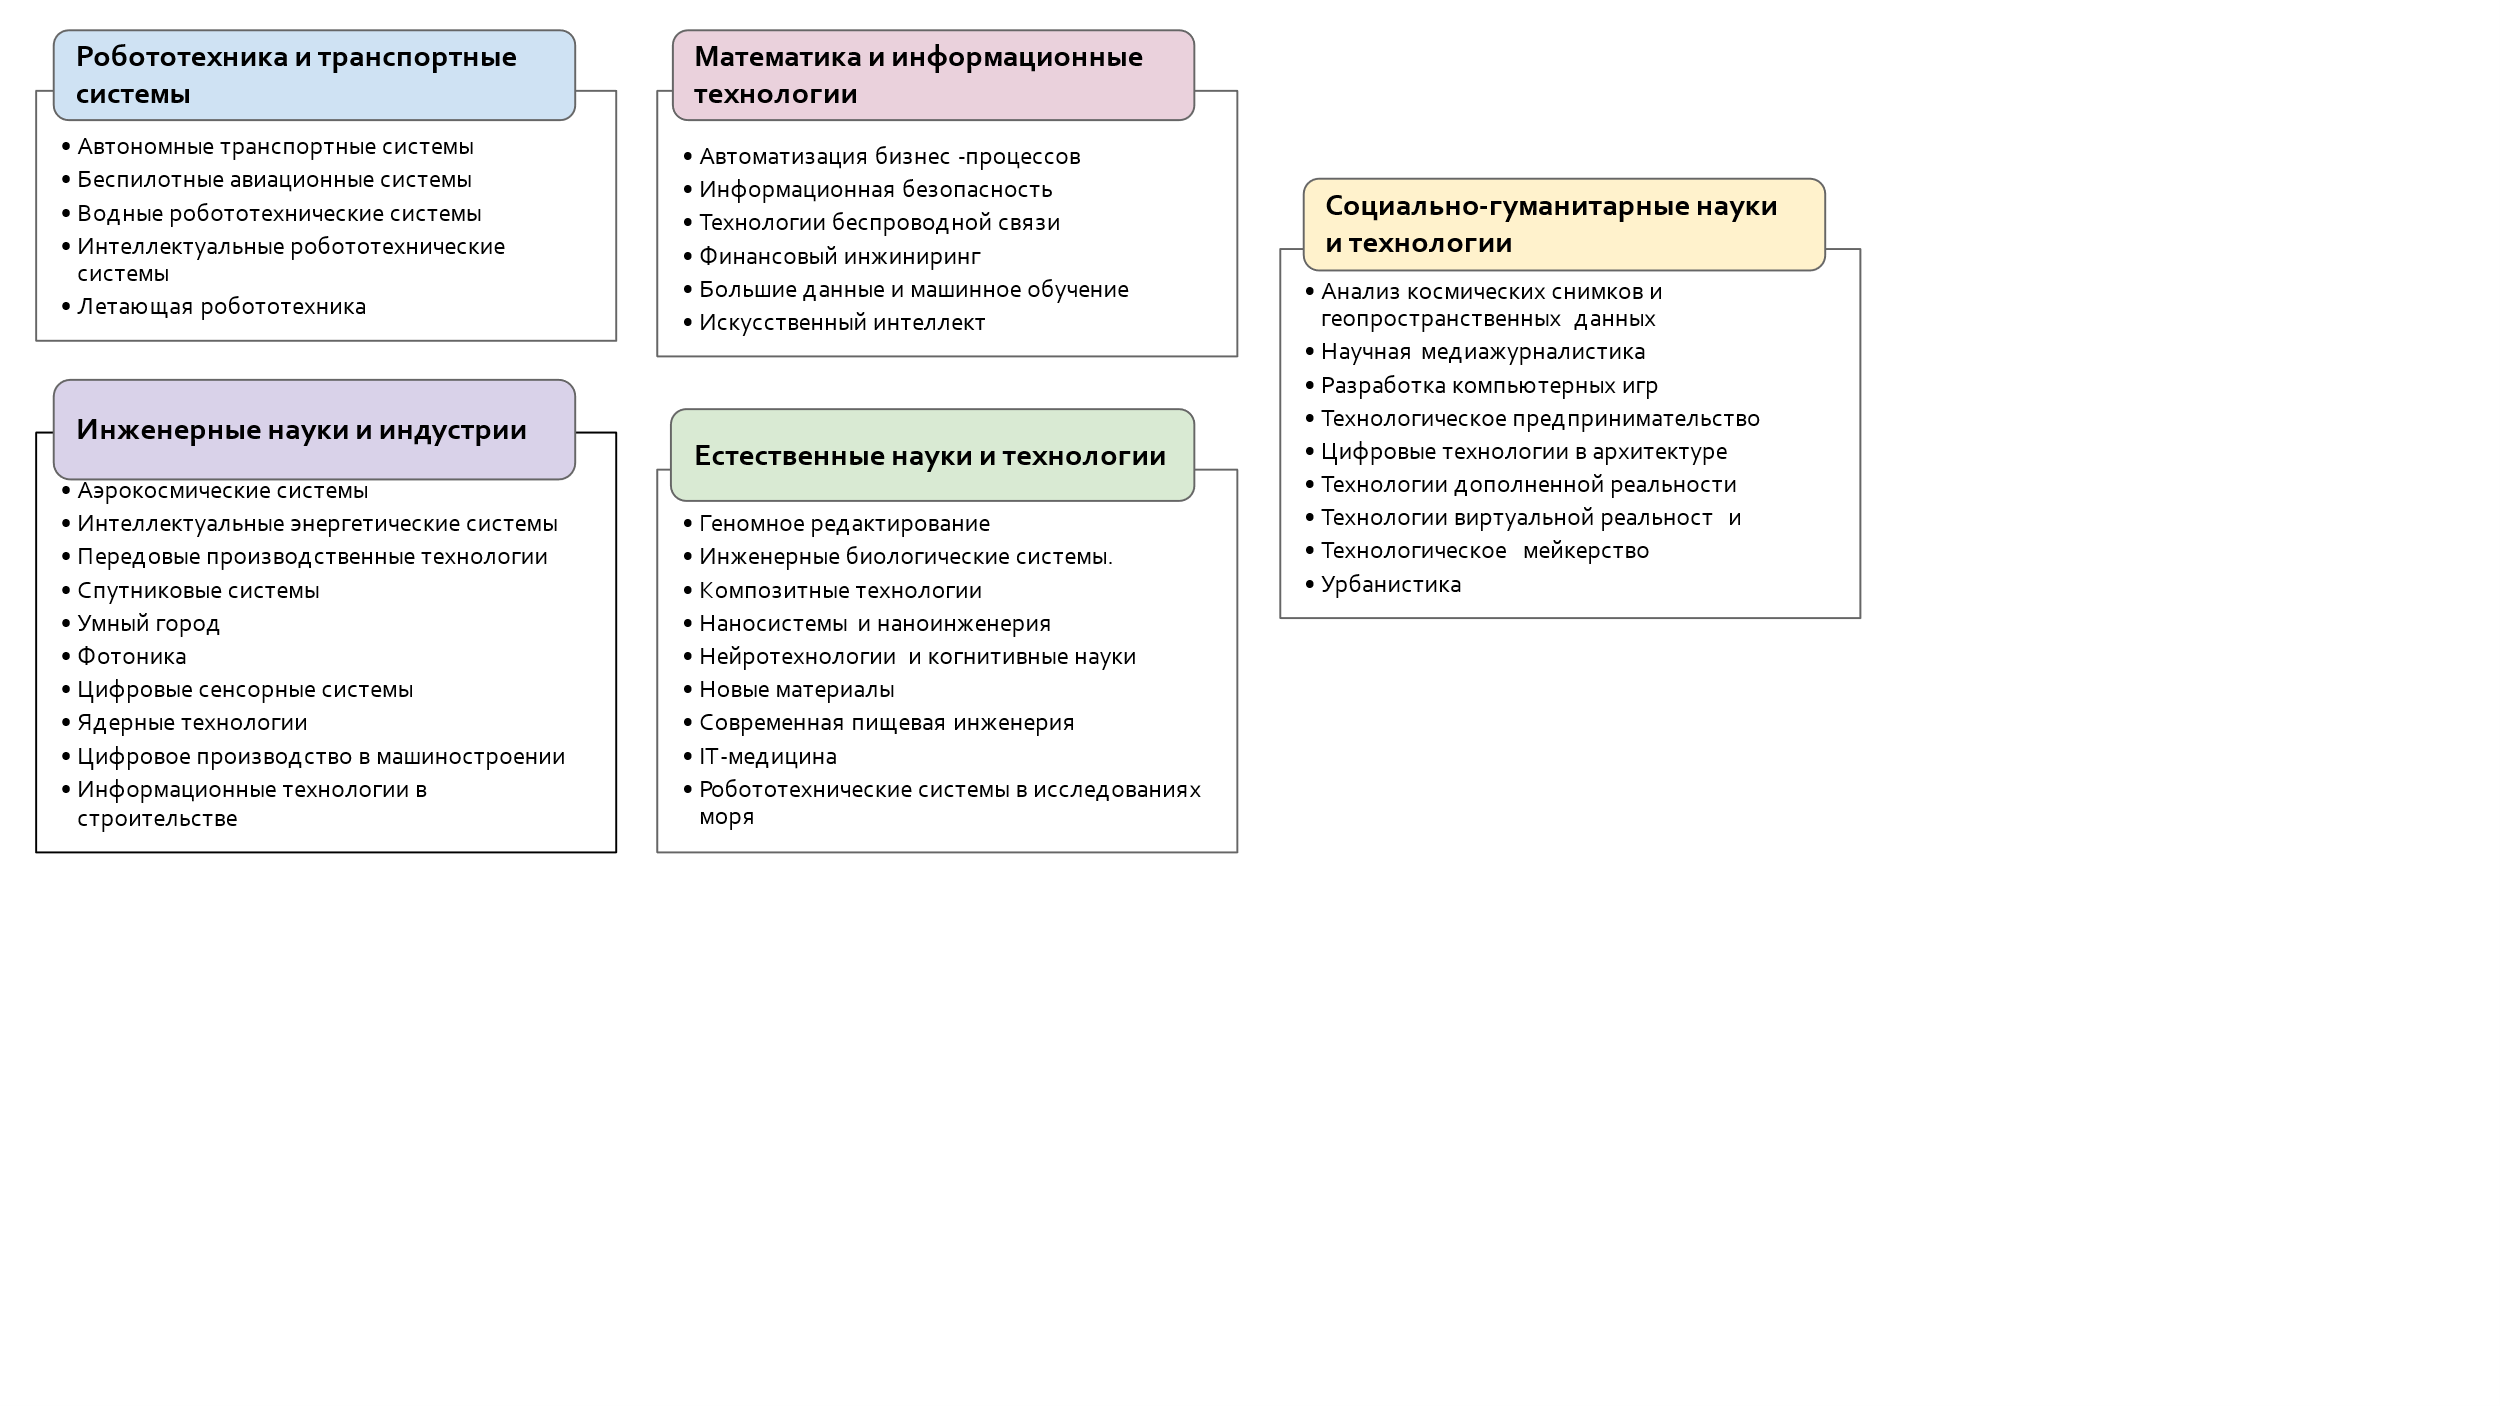 Робототехника и транспортные
системы
• Автономные транспортные системы
• Беспилотные авиационные системы
• Водные робототехнические системы
• Интеллектуальные робототехнические
системы
• Летающая робототехника
Инженерные науки и индустрии
• Аэрокосмические системы
• Интеллектуальные энергетические системы
• Передовые производственные технологии
• Спутниковые системы
• Умный город
• Фотоника
• Цифровые сенсорные системы
• Ядерные технологии
• Цифровое производство в машиностроении
• Информационные технологии в
строительстве
Математика и информационные
технологии
• Автоматизация бизнес -процессов
• Информационная безопасность
• Технологии беспроводной связи
• Финансовый инжиниринг
• Большие данные и машинное обучение
• Искусственный интеллект
Естественные науки и технологии
• Геномное редактирование
• Инженерные биологические системы.
• Композитные технологии
• Наносистемы и наноинженерия
• Нейротехнологии и когнитивные науки
• Новые материалы
• Современная пищевая инженерия
• IT-медицина
• Робототехнические системы в исследованиях
моря
Социально-гуманитарные науки
и технологии
• Анализ космических снимков и
геопространственных данных
• Научная медиажурналистика
• Разработка компьютерных игр
• Технологическое предпринимательство
• Цифровые технологии в архитектуре
• Технологии дополненной реальности
• Технологии виртуальной реальност и
• Технологическое мейкерство
• Урбанистика